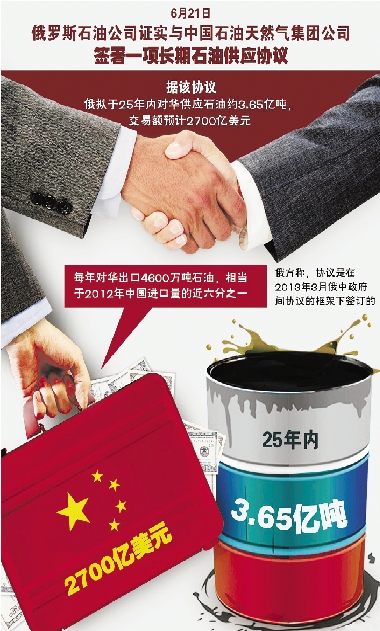 6月21日
俄罗斯石油公司证实与中国石油天然气集团公司
签署一项长期石油供应协议
据该协议
俄拟于25年内对华供应石油约3.65亿吨，
交易额预计2700亿美元
每年对华出口4600万吨石油，相当
于2012年中国进口量的近六分之一
俄方称，协议是在
2013年3月俄中政府
间协议的框架下签订的
25年内
3.65亿吨
2700亿美元